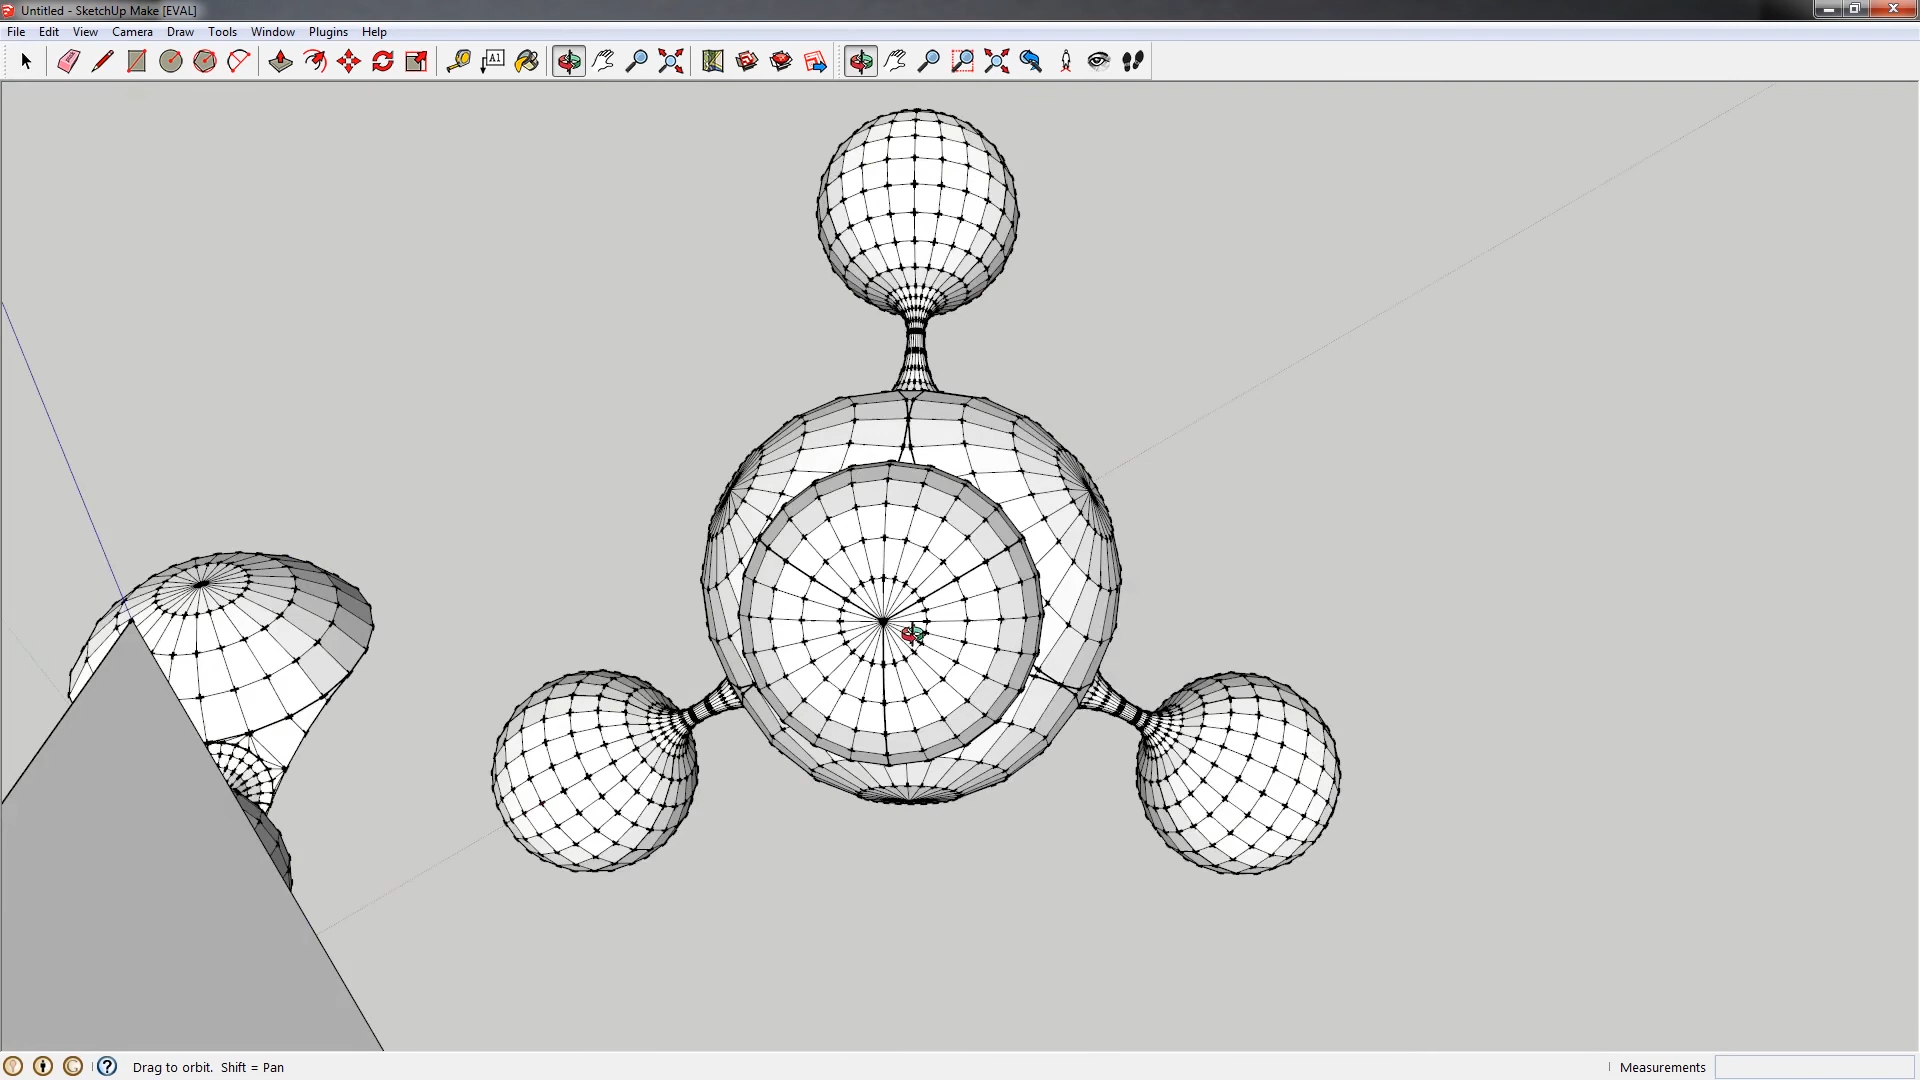 Untitled - SketchUp Make [EVAL]
File Edit View Camera Draw Tools Window Plugins Help
A1
Drag to orbit. Shift = Pan
Measurements